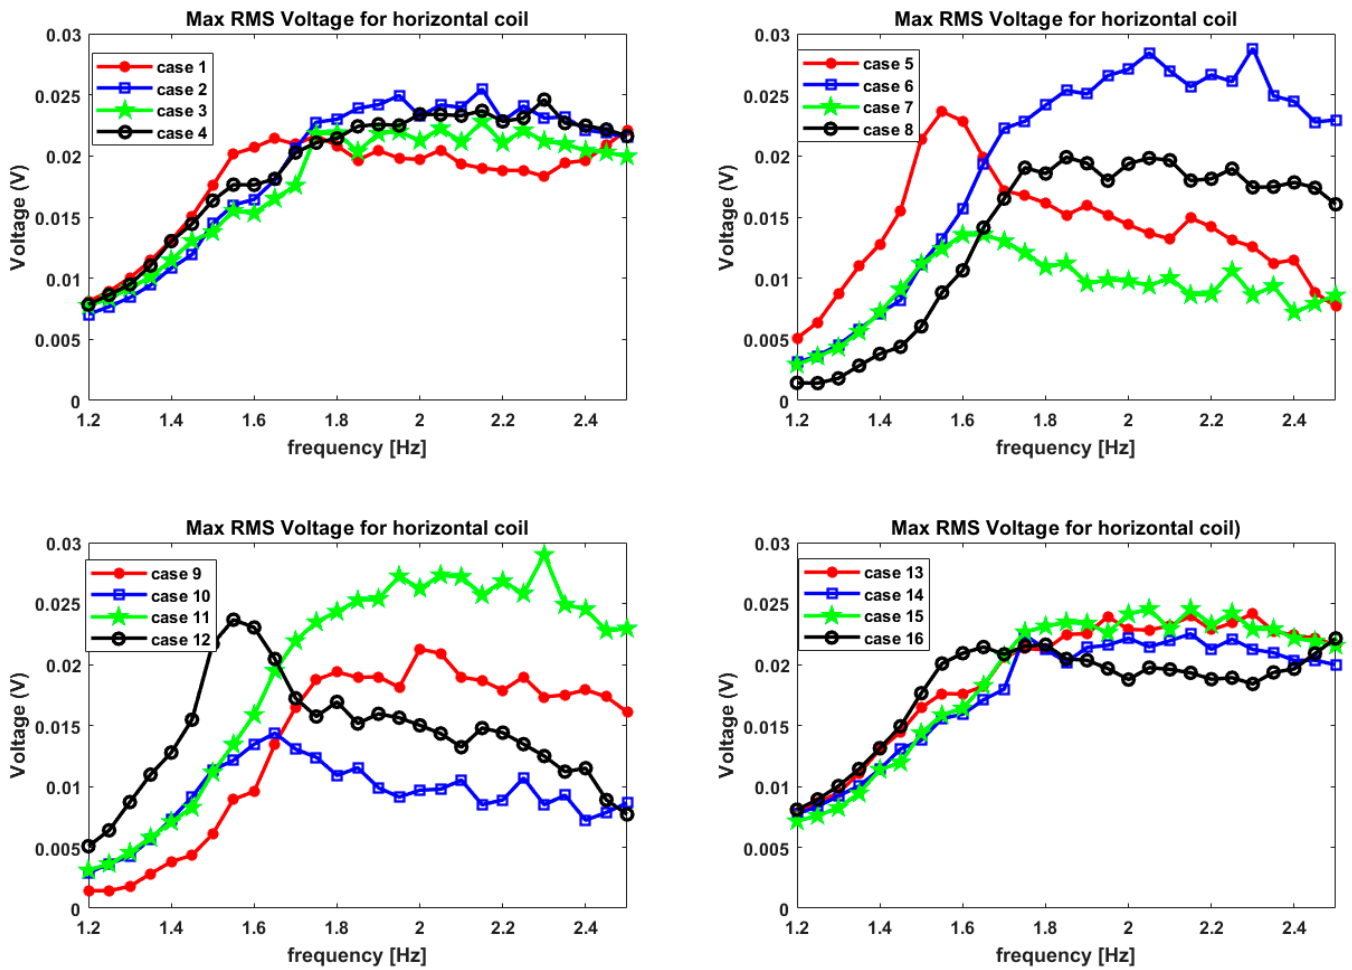 Max RMS Voltage for horizontal coil
0.03
0.025
0.02
0.015
0.01
0.005
0
Voltage (V)
case 1
case 2
case 3
case 4
1.2 1.4 1.6 1.8 2 2.2 2.4
frequency [Hz]
Max RMS Voltage for horizontal coil
0.03
0.025
0.02
0.015
0.01
0.005
0
Voltage (V)
case 5
case 6
case 7
case 8
1.2 1.4 1.6 1.8 2 2.2 2.4
frequency [Hz]
Max RMS Voltage for horizontal coil
0.03
0.025
0.02
0.015
0.01
0.005
0
Voltage (V)
case 9
case 10
case 11
case 12
1.2 1.4 1.6 1.8 2 2.2 2.4
frequency [Hz]
Max RMS Voltage for horizontal coil)
0.03
0.025
0.02
0.015
0.01
0.005
0
Voltage (V)
case 13
case 14
case 15
case 16
1.2 1.4 1.6 1.8 2 2.2 2.4
frequency [Hz]